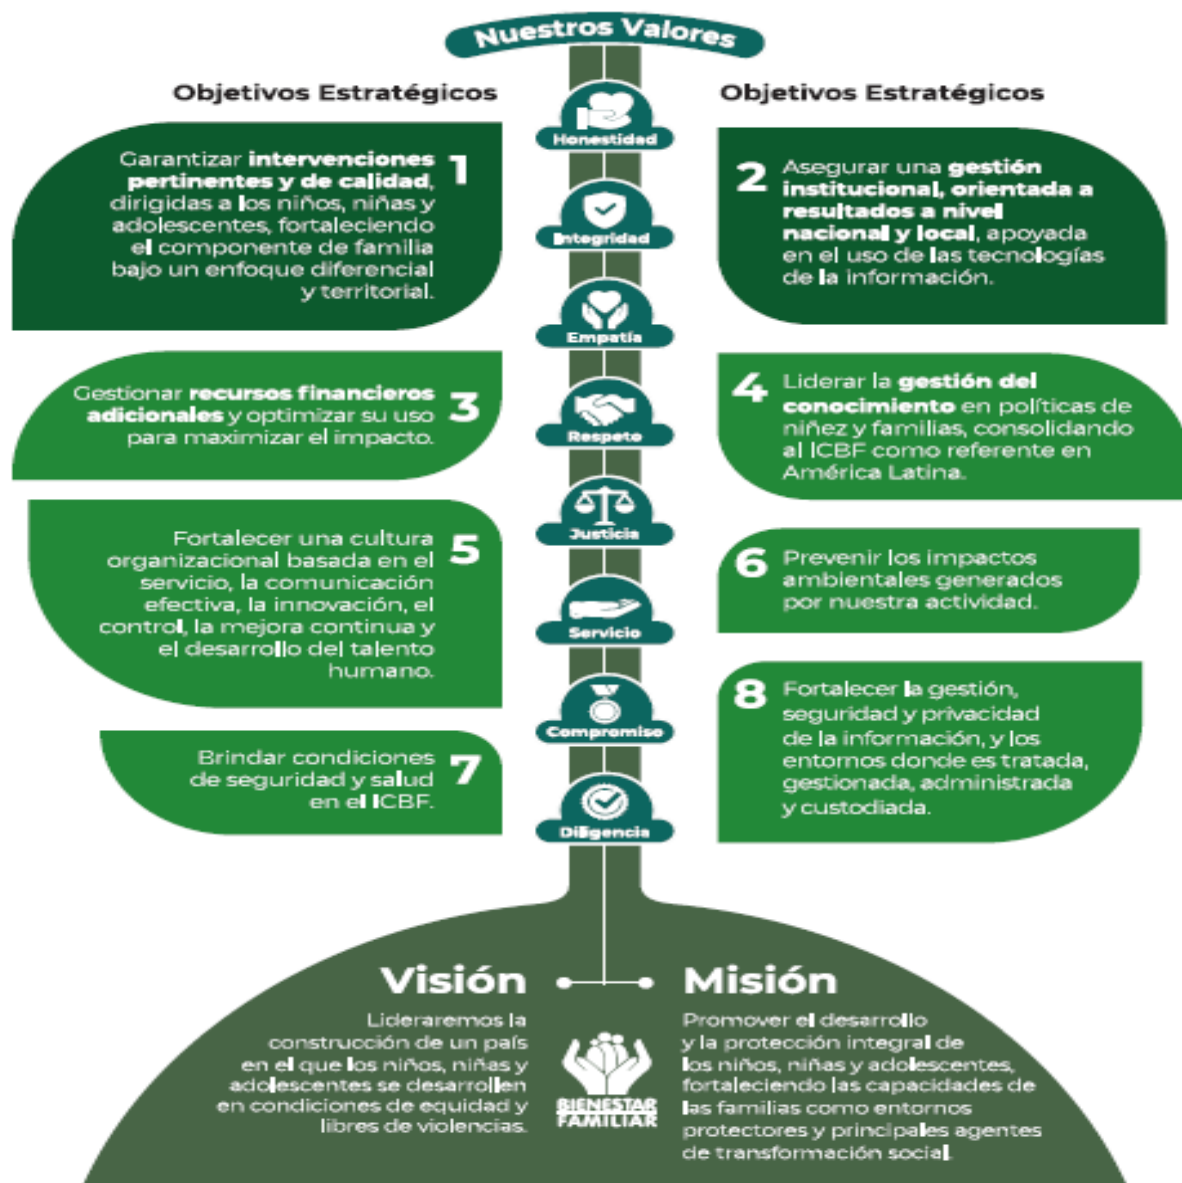 Nuestros Valores
Objetivos Estratégicos
Objetivos Estratégicos
Honestidad
Integridad
Empatía
Respeto
Justicia
Servicio
Compromiso
Diligencia
1
Garantizar intervenciones
pertinentes y de calidad,
dirigidas a los niños, niñas y
adolescentes, fortaleciendo
el componente de familia
bajo un enfoque diferencial
y territorial.
2
Asegurar una gestión
institucional, orientada a
resultados a nivel
nacional y local, apoyada
en el uso de las tecnologías
de la información.
3
Gestionar recursos financieros
adicionales y optimizar su uso
para maximizar el impacto.
4
Liderar la gestión del
conocimiento en políticas de
niñez y familias, consolidando
al ICBF como referente en
América Latina.
5
Fortalecer una cultura
organizacional basada en el
servicio, la comunicación
efectiva, la innovación, el
control, la mejora continua y
el desarrollo del talento
humano.
6
Prevenir los impactos
ambientales generados
por nuestra actividad.
7
Brindar condiciones
de seguridad y salud
en el ICBF.
8
Fortalecer la gestión,
seguridad y privacidad
de la información, y los
entornos donde es tratada,
gestionada, administrada
y custodiada.
Visión
Lideraremos la
construcción de un país
en el que los niños, niñas y
adolescentes se desarrollen
en condiciones de equidad y
libres de violencias.
BIENESTAR
FAMILIAR
Misión
Promover el desarrollo
y la protección integral de
los niños, niñas y adolescentes,
fortaleciendo las capacidades de
las familias como entornos
protectores y principales agentes
de transformación social.